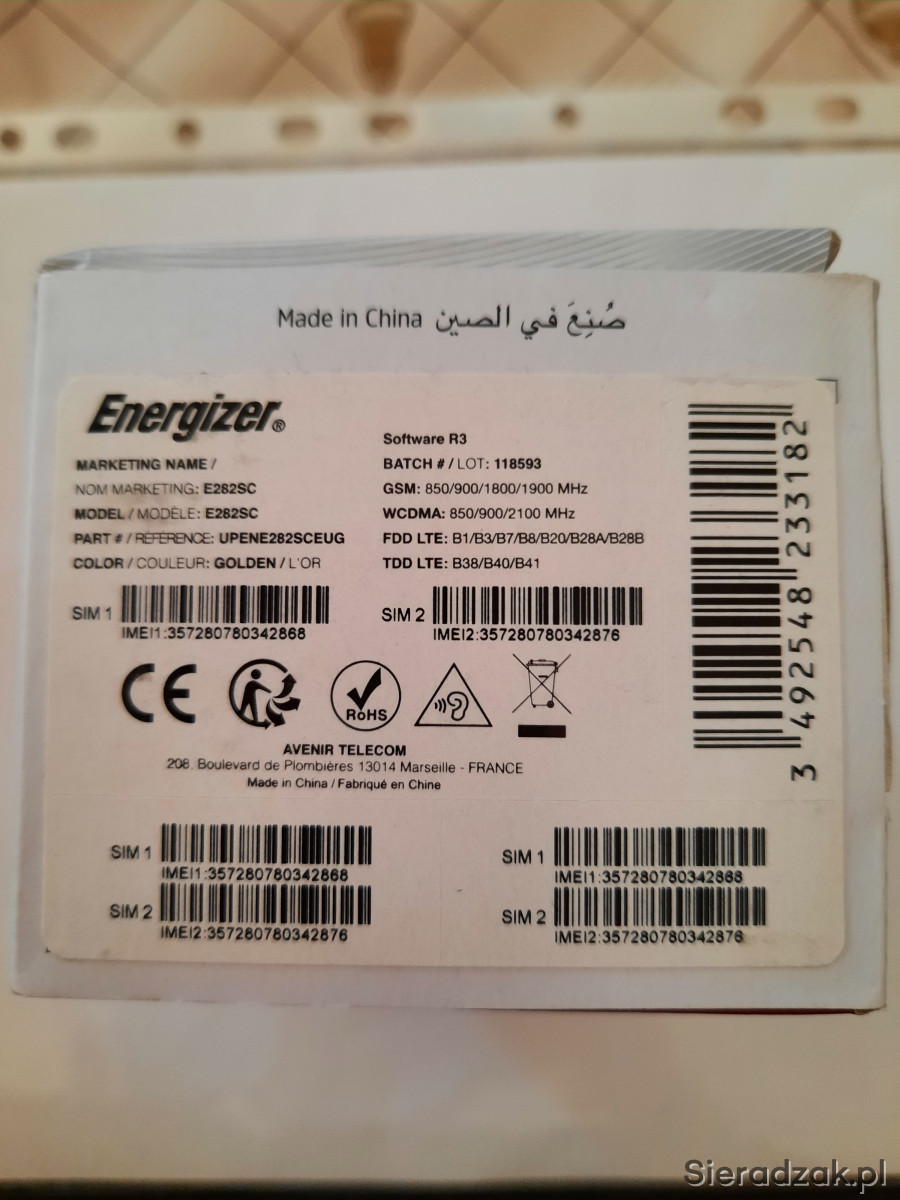 Made in China صُنِعَ في الصين
Energizer®
MARKETING NAME /
NOM MARKETING: E282SC
MODEL / MODÈLE: E282SC
PART # / RÉFÉRENCE: UPENE282SCEUG
COLOR / COULEUR: GOLDEN / L'OR
Software R3
BATCH # / LOT: 118593
GSM: 850/900/1800/1900 MHz
WCDMA: 850/900/2100 MHz
FDD LTE: B1/B3/B7/B8/B20/B28A/B28B
TDD LTE: B38/B40/B41
SIM 1
IMEI1:357280780342868
SIM 2
IMEI2:357280780342876
3 492548 233182
CE
RoHS
AVENIR TELECOM
208. Boulevard de Plombières 13014 Marseille - FRANCE
Made in China / Fabriqué en Chine
SIM 1
IMEI1:357280780342868
SIM 2
IMEI2:357280780342876
SIM 1
IMEI1:357280780342868
SIM 2
IMEI2:357280780342876
Sieradzak.pl